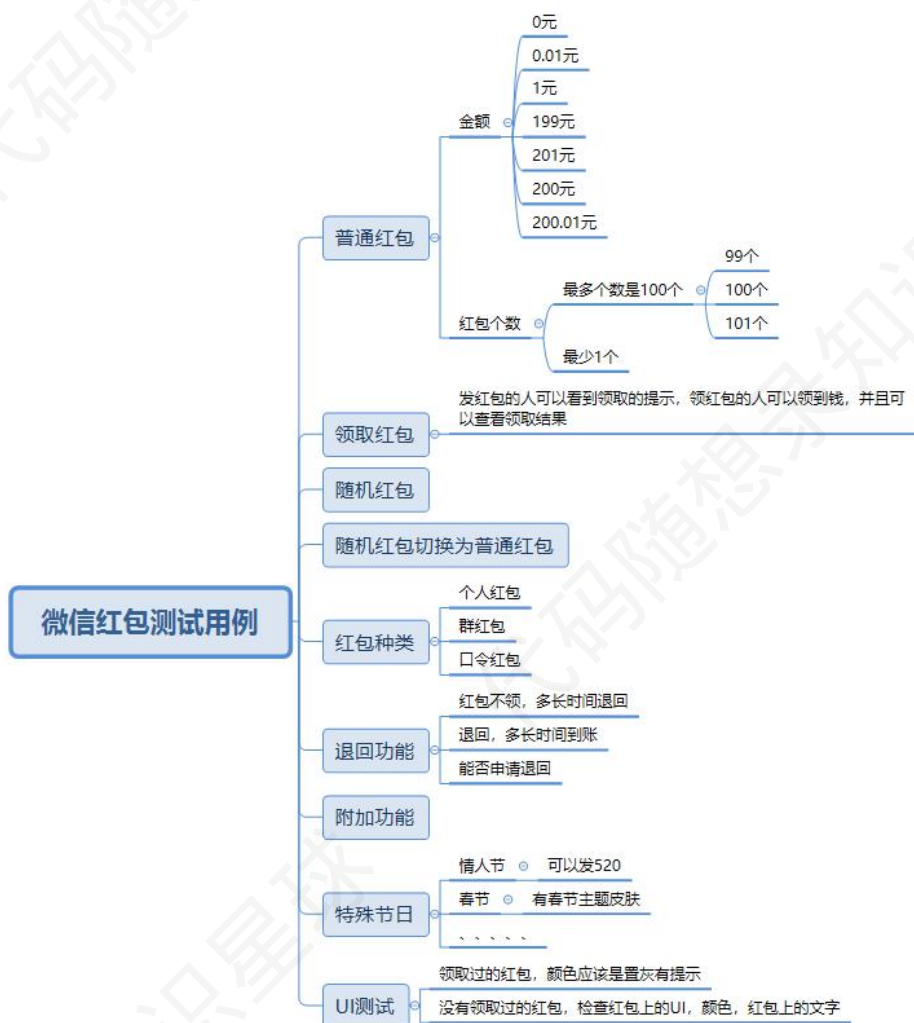 微信红包测试用例
普通红包
金额
0元
0.01元
1元
199元
201元
200元
200.01元
红包个数
最多个数是100个
99个
100个
101个
最少1个
领取红包
发红包的人可以看到领取的提示，领红包的人可以领到钱，并且可
以查看领取结果
随机红包
随机红包切换为普通红包
红包种类
个人红包
群红包
口令红包
退回功能
红包不领，多长时间退回
退回，多长时间到账
能否申请退回
附加功能
特殊节日
情人节
可以发520
春节
有春节主题皮肤
、、、、、
UI测试
领取过的红包，颜色应该是置灰有提示
没有领取过的红包，检查红包上的UI，颜色，红包上的文字
代码随想录知识星球